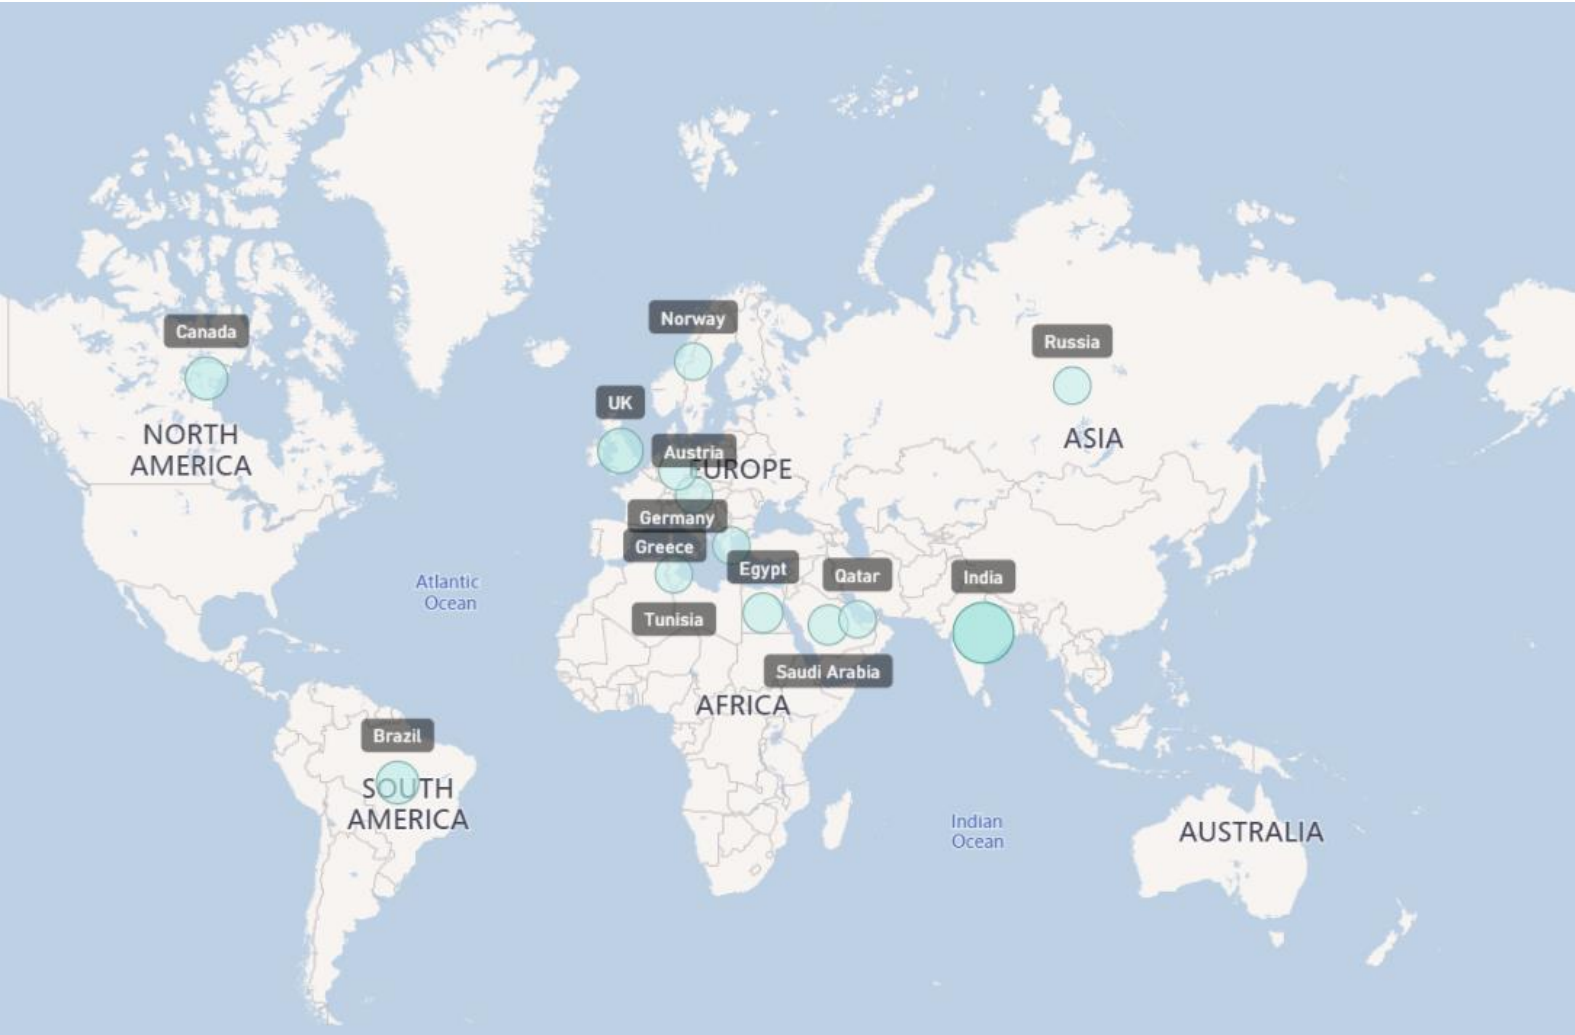 Norway
Canada
Russia
UK
NORTH
AMERICA
ASIA
Austria
EUROPE
Germany
Greece
Egypt
Qatar
India
Atlantic
Ocean
Tunisia
Saudi Arabia
AFRICA
Brazil
SOUTH
AMERICA
Indian
Ocean
AUSTRALIA